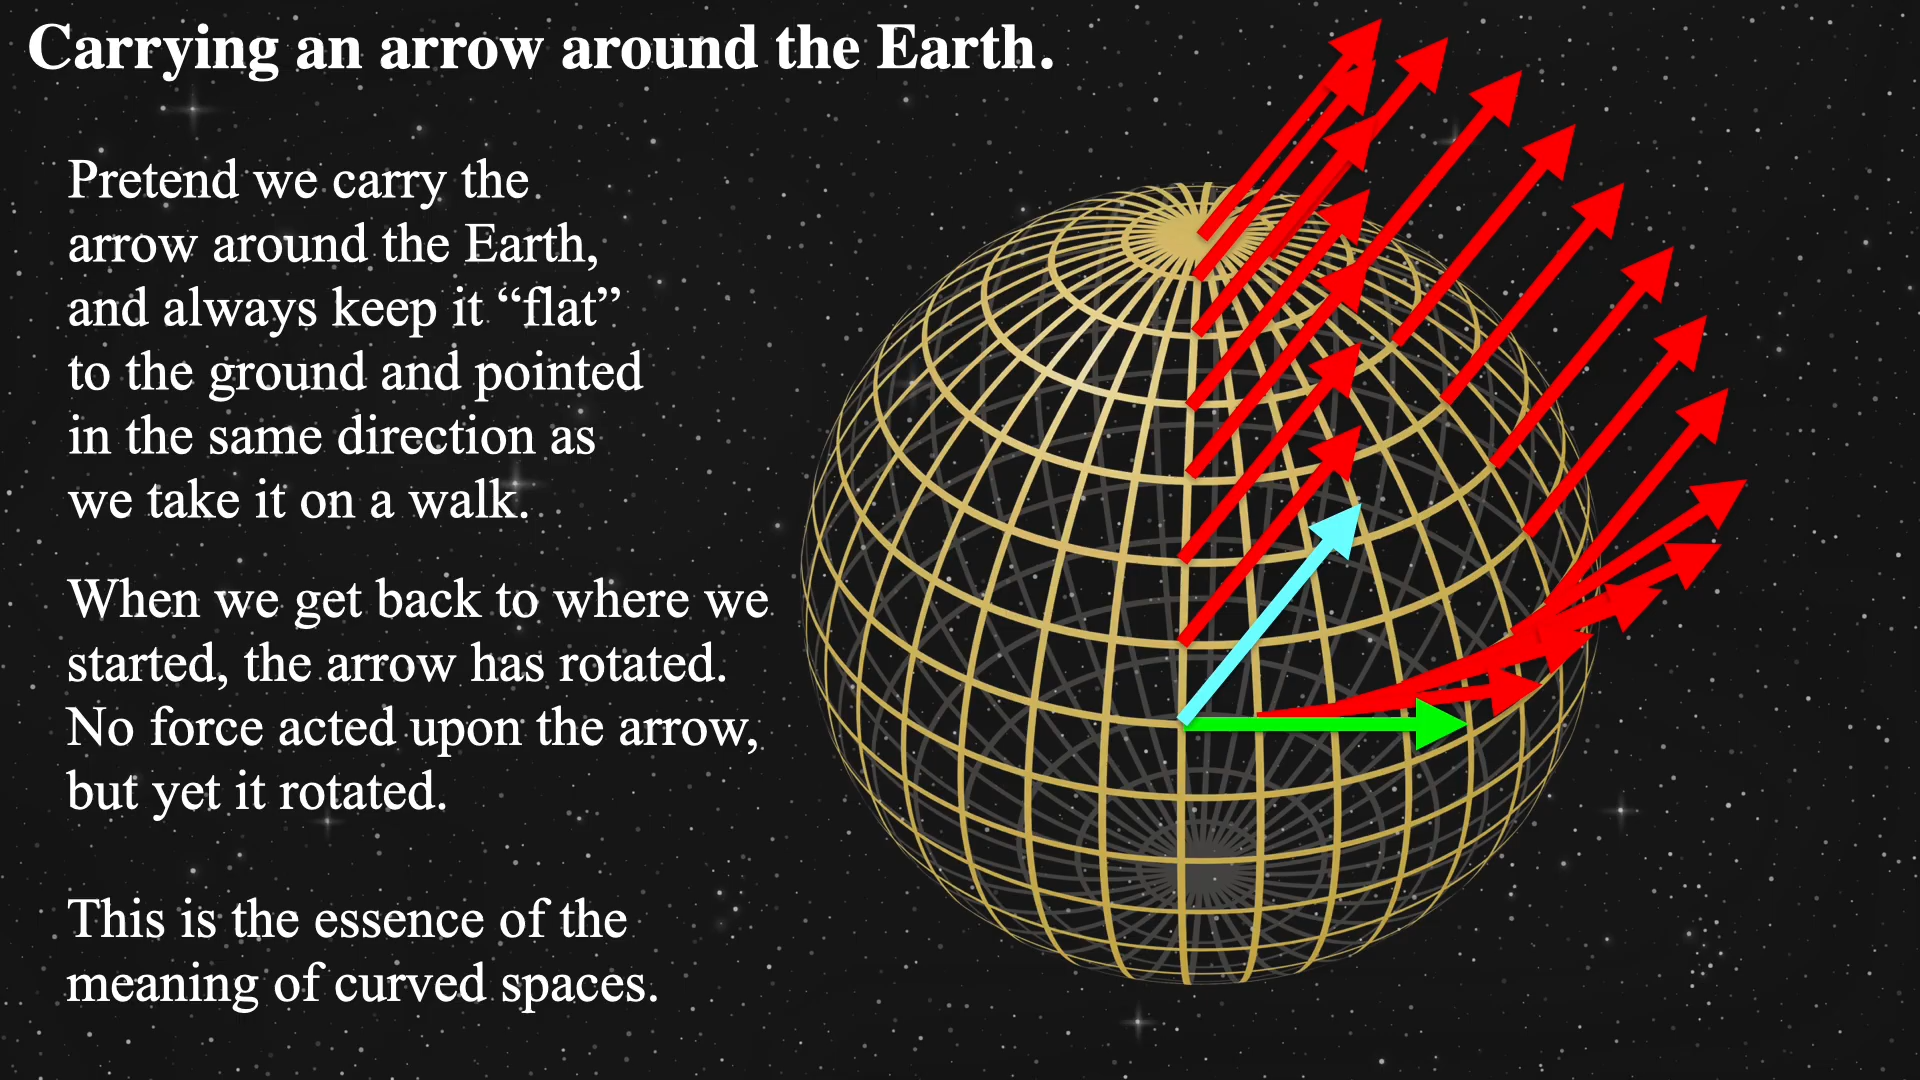 Carrying an arrow around the Earth.
Pretend we carry the
arrow around the Earth,
and always keep it “flat”
to the ground and pointed
in the same direction as
we take it on a walk.
When we get back to where we
started, the arrow has rotated.
No force acted upon the arrow,
but yet it rotated.
This is the essence of the
meaning of curved spaces.